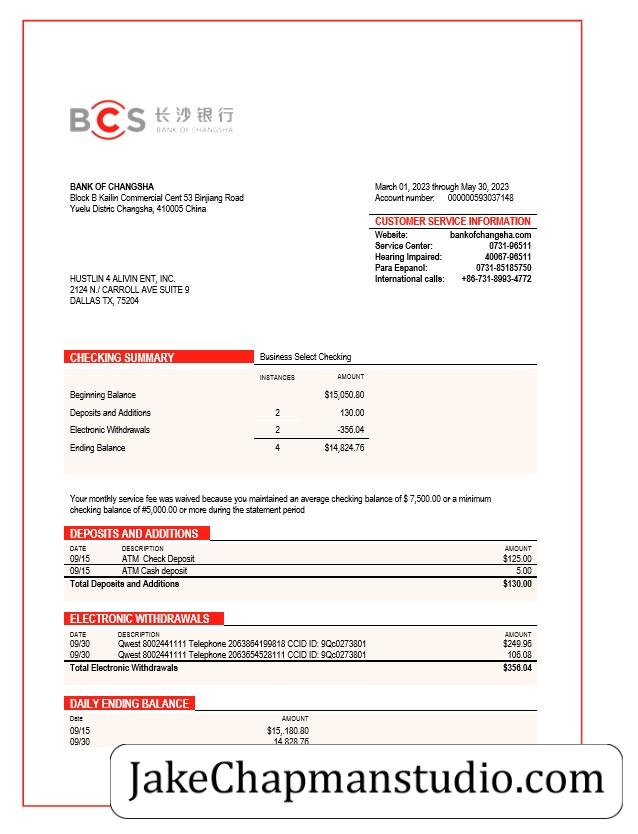 BCS 长沙银行
BANK OF CHANGSHA
BANK OF CHANGSHA
Block B Kailin Commercial Cent 53 Binjiang Road
Yuelu Distric Changsha, 410005 China
March 01, 2023 through May 30, 2023
Account number: 000000593037148
CUSTOMER SERVICE INFORMATION
Website: bankofchangsha.com
Service Center: 0731-96511
Hearing Impaired: 40067-96511
Para Espanol: 0731-85185750
International calls: +86-731-8993-4772
HUSTLIN 4 ALIVIN ENT, INC.
2124 N./ CARROLL AVE SUITE 9
DALLAS TX, 75204
CHECKING SUMMARY Business Select Checking
INSTANCES AMOUNT
Beginning Balance $15,050.80
Deposits and Additions 2 130.00
Electronic Withdrawals 2 -356.04
Ending Balance 4 $14,824.76
Your monthly service fee was waived because you maintained an average checking balance of $ 7,500.00 or a minimum
checking balance of #5,000.00 or more during the statement period
DEPOSITS AND ADDITIONS
DATE DESCRIPTION AMOUNT
09/15 ATM Check Deposit $125.00
09/15 ATM Cash deposit 5.00
Total Deposits and Additions $130.00
ELECTRONIC WITHDRAWALS
DATE DESCRIPTION AMOUNT
09/30 Qwest 8002441111 Telephone 2063864199818 CCID ID: 9Qc0273801 $249.96
09/30 Qwest 8002441111 Telephone 2063654528111 CCID ID: 9Qc0273801 106.08
Total Electronic Withdrawals $356.04
DAILY ENDING BALANCE
Date AMOUNT
09/15 $15,.180.80
09/30 14,828.76
JakeChapmanstudio.com